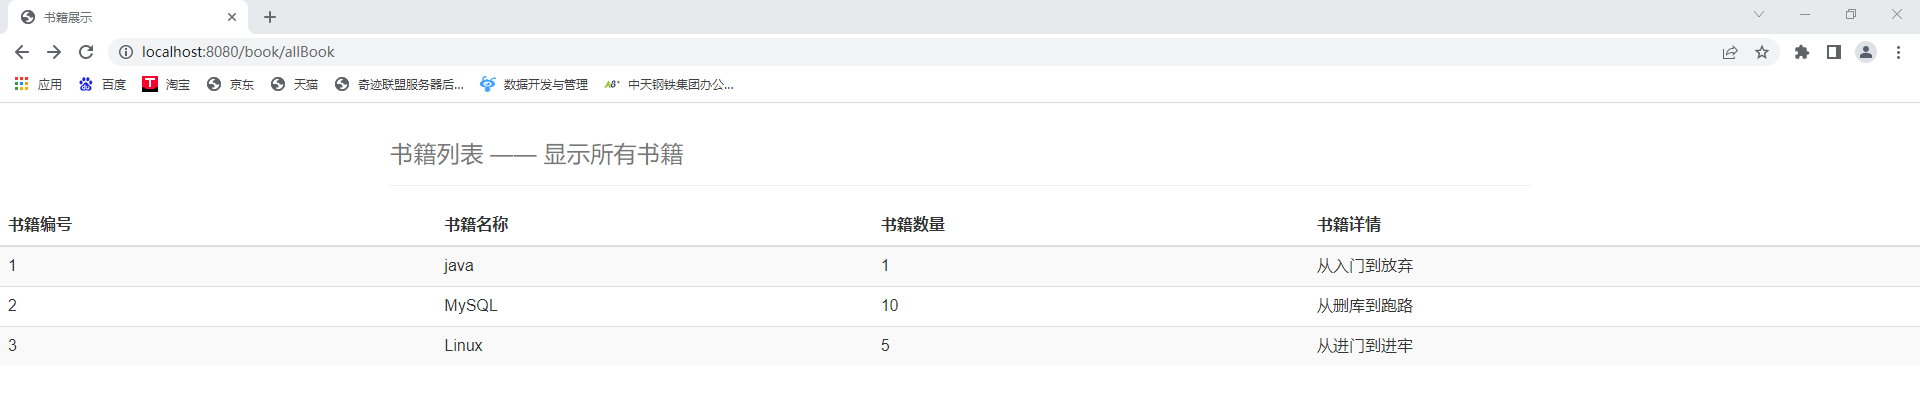 书籍展示
localhost:8080/book/allBook
应用 百度 淘宝 京东 天猫 奇迹联盟服务器后... 数据开发与管理 中天钢铁集团办公...
书籍列表 —— 显示所有书籍
书籍编号 书籍名称 书籍数量 书籍详情
1 java 1 从入门到放弃
2 MySQL 10 从删库到跑路
3 Linux 5 从进门到进牢